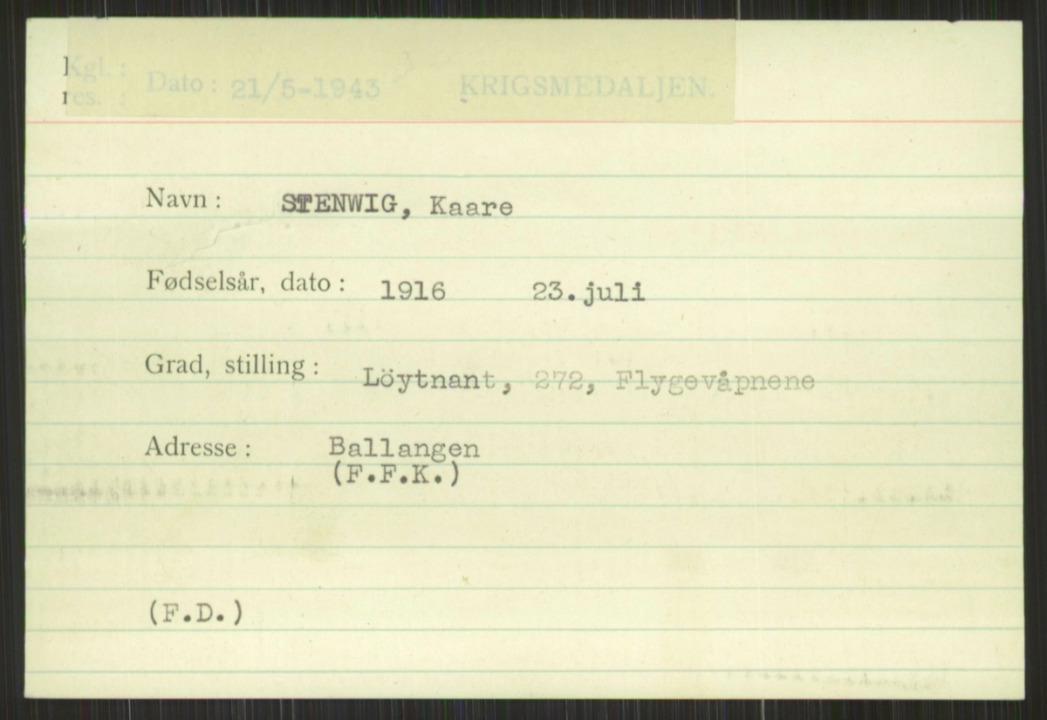 Kgl. :
res. : Dato : 21/5-1943 KRIGSMEDALJEN.
Navn : STENWIG, Kaare
Fødselsår, dato : 1916 23.juli
Grad, stilling : Löytnant, 272, Flygevåpnene
Adresse : Ballangen
(F.F.K.)
(F.D.)